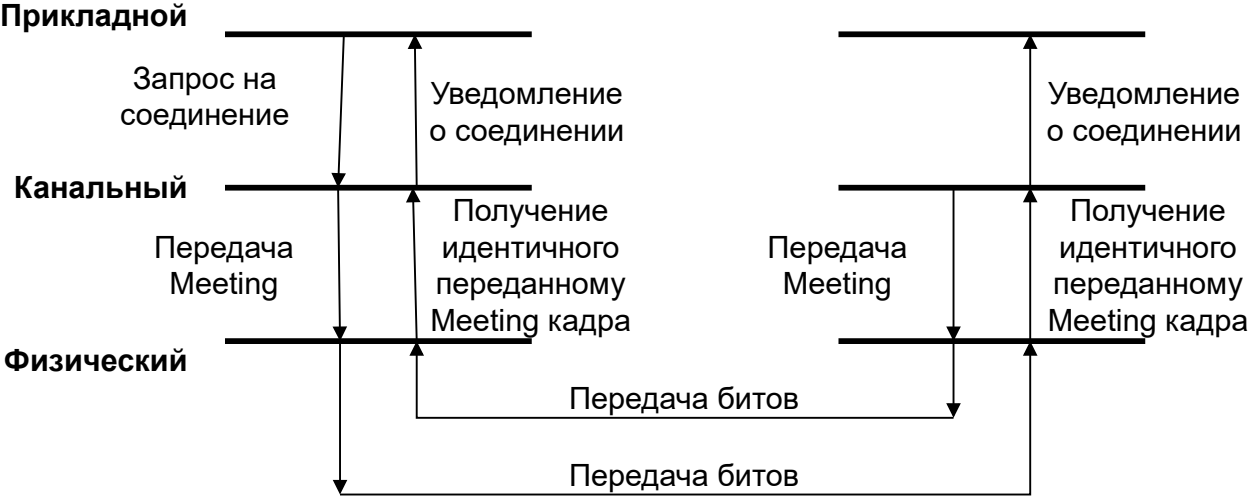 Прикладной
Запрос на
соединение
Уведомление
о соединении
Уведомление
о соединении
Канальный
Передача
Meeting
Получение
идентичного
переданному
Meeting кадра
Передача
Meeting
Получение
идентичного
переданному
Meeting кадра
Физический
Передача битов
Передача битов